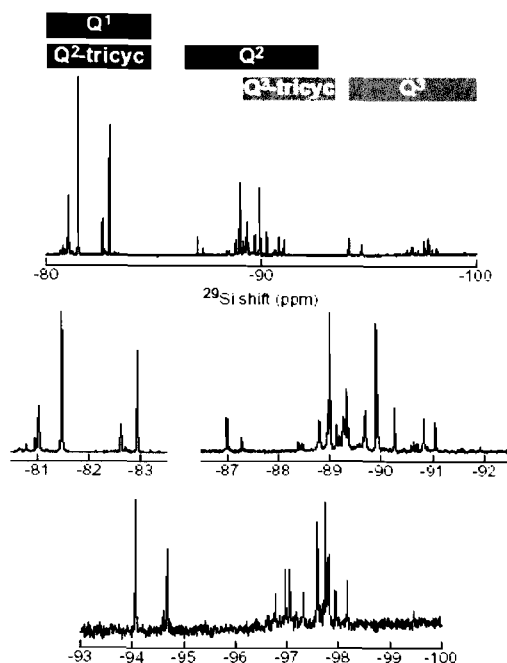 Q1
Q2-tricyc Q2
Q3-tricyc Q3
-80 -90 -100
29Si shift (ppm)
-81 -82 -83 -87 -88 -89 -90 -91 -92
-93 -94 -95 -96 -97 -98 -99 -100